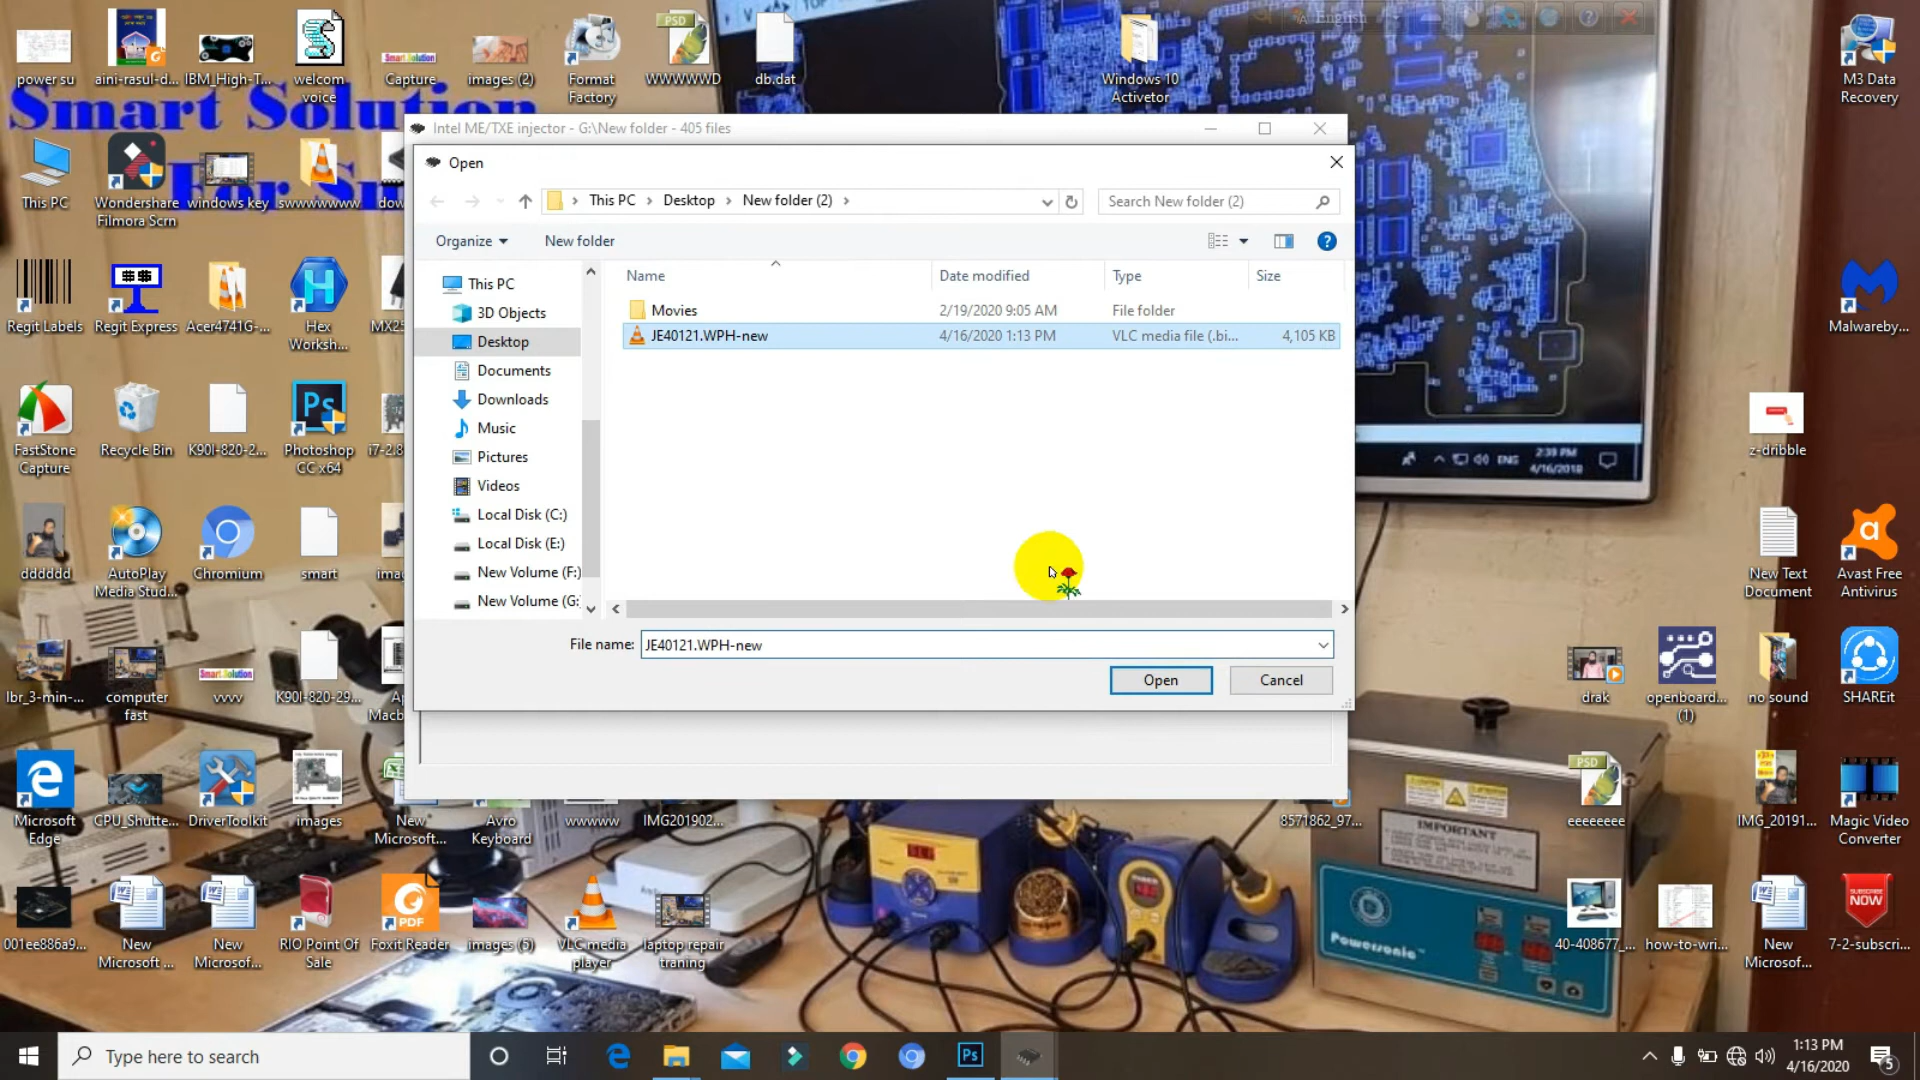 power su
aini-rasul-d...
IBM_High-T...
welcom voice
Capture
images (2)
Format Factory
WWWWWD
db.dat
Windows 10 Activetor
M3 Data Recovery
English
Smart Solution
Intel ME/TXE injector - G:\New folder - 405 files
Open
This PC
Desktop
New folder (2)
Search New folder (2)
Organize
New folder
Name
Date modified
Type
Size
Movies
2/19/2020 9:05 AM
File folder
JE40121.WPH-new
4/16/2020 1:13 PM
VLC media file (.bi...
4,105 KB
This PC
3D Objects
Desktop
Documents
Downloads
Music
Pictures
Videos
Local Disk (C:)
Local Disk (E:)
New Volume (F:)
New Volume (G:
File name:
JE40121.WPH-new
Open
Cancel
This PC
Wondershare Filmora Scrn
windows key
swwwwwww
Regit Labels
Regit Express
Acer4741G-...
Hex Worksh...
Malwareby...
FastStone Capture
Recycle Bin
K90I-820-2...
Photoshop CC x64
z-dribble
2:39 PM
ENG
4/16/2018
dddddd
AutoPlay Media Stud...
Chromium
smart
New Text Document
Avast Free Antivirus
lbr_3-min-...
computer fast
vvvv
K90I-820-29...
drak
openboard... (1)
no sound
SHAREit
Microsoft Edge
CPU_Shutte...
DriverToolkit
images
New Microsoft...
Avro Keyboard
wwwww
IMG201902...
8571862_97...
eeeeeeee
IMG_20191...
Magic Video Converter
IMPORTANT
Powersonic
001ee886a9...
New Microsoft ...
New Microsof...
RIO Point Of Sale
Foxit Reader
images (5)
VLC media player
laptop repair traning
40-408677_...
how-to-wri...
New Microsof...
7-2-subscri...
SUBSCRIBE NOW
Type here to search
1:13 PM
4/16/2020
5